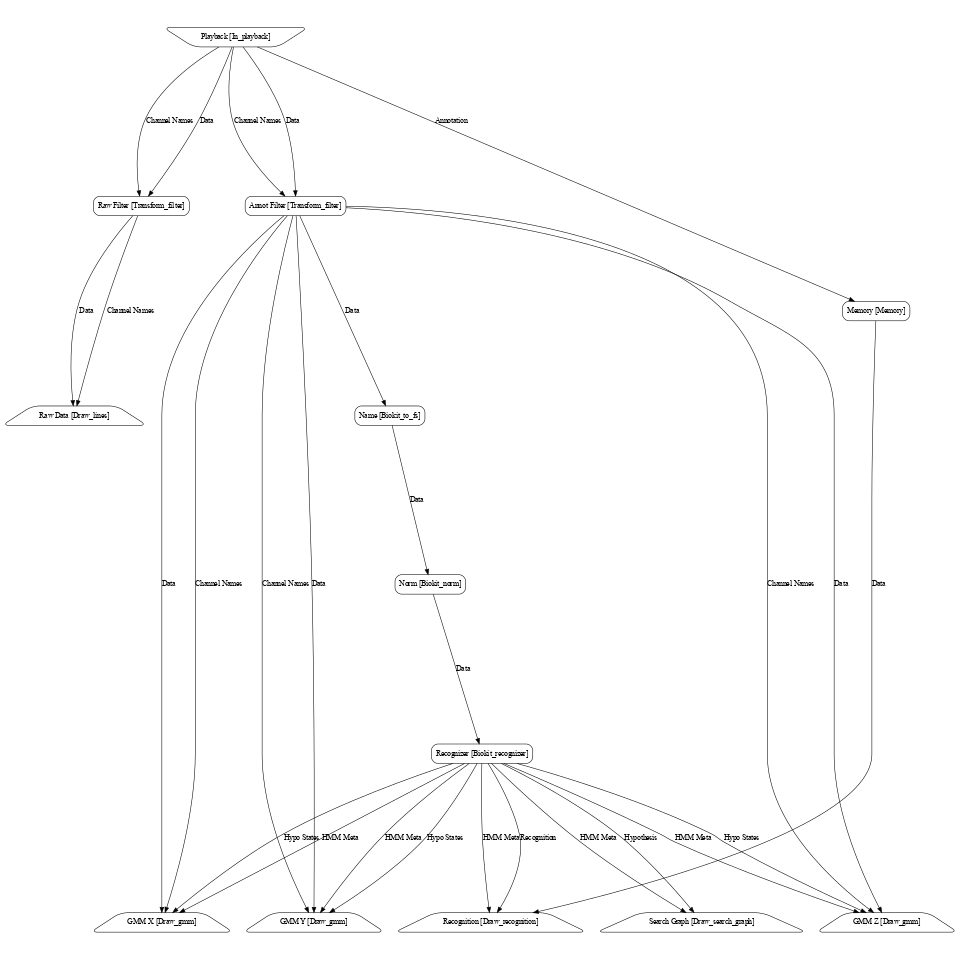 Playback [In_playback]
Channel Names
Data
Channel Names
Data
Annotation
Raw Filter [Transform_filter]
Annot Filter [Transform_filter]
Data
Channel Names
Data
Memory [Memory]
Raw Data [Draw_lines]
Name [Biokit_to_fs]
Data
Data
Channel Names
Channel Names
Data
Norm [Biokit_norm]
Channel Names
Data
Data
Data
Recognizer [Biokit_recognizer]
Hypo States
HMM Meta
HMM Meta
Hypo States
HMM Meta
Recognition
HMM Meta
Hypothesis
HMM Meta
Hypo States
GMM X [Draw_gmm]
GMM Y [Draw_gmm]
Recognition [Draw_recognition]
Search Graph [Draw_search_graph]
GMM Z [Draw_gmm]